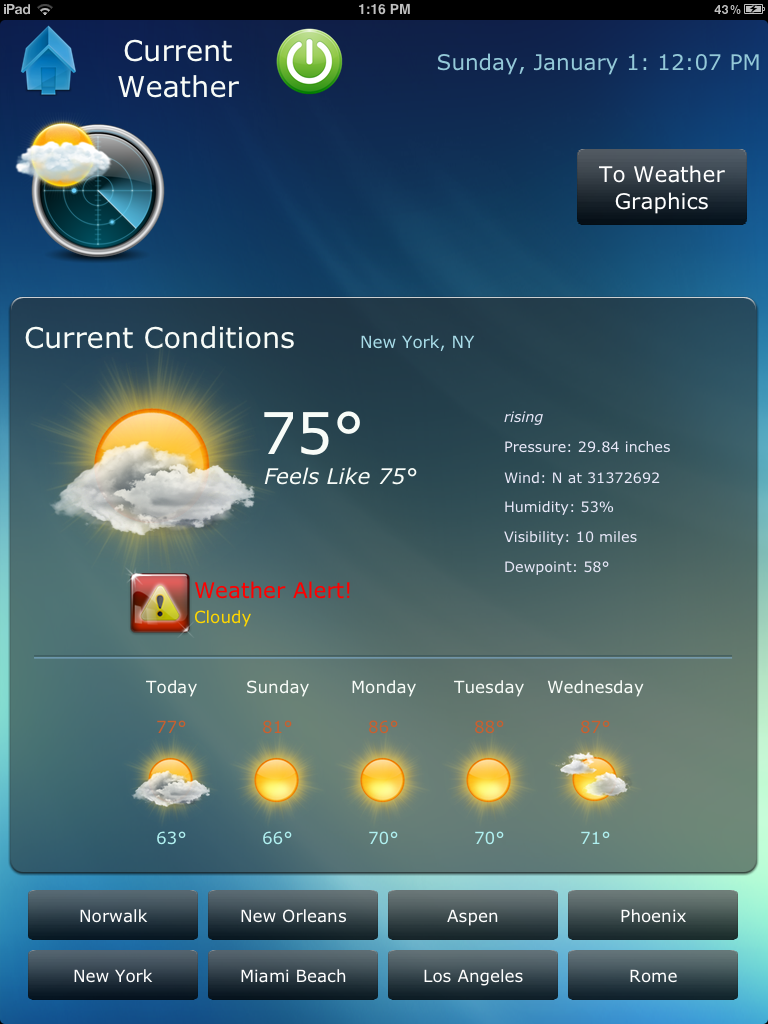 iPad 1:16 PM 43%
Current
Weather
Sunday, January 1: 12:07 PM
To Weather
Graphics
Current Conditions
New York, NY
75°
Feels Like 75°
rising
Pressure: 29.84 inches
Wind: N at 31372692
Humidity: 53%
Visibility: 10 miles
Dewpoint: 58°
Weather Alert!
Cloudy
Today Sunday Monday Tuesday Wednesday
77° 81° 86° 88° 87°
63° 66° 70° 70° 71°
Norwalk New Orleans Aspen Phoenix
New York Miami Beach Los Angeles Rome